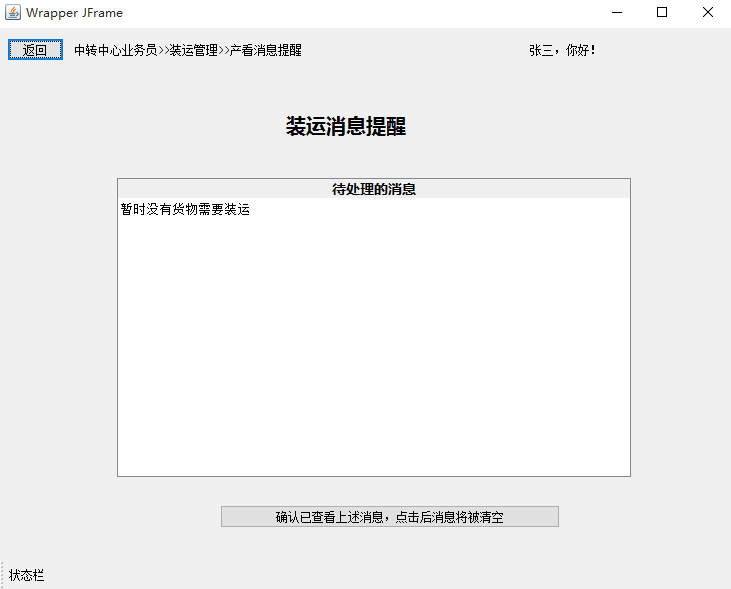 Wrapper JFrame
返回 中转中心业务员>>装运管理>>产看消息提醒 张三，你好！
装运消息提醒
待处理的消息
暂时没有货物需要装运
确认已查看上述消息，点击后消息将被清空
状态栏